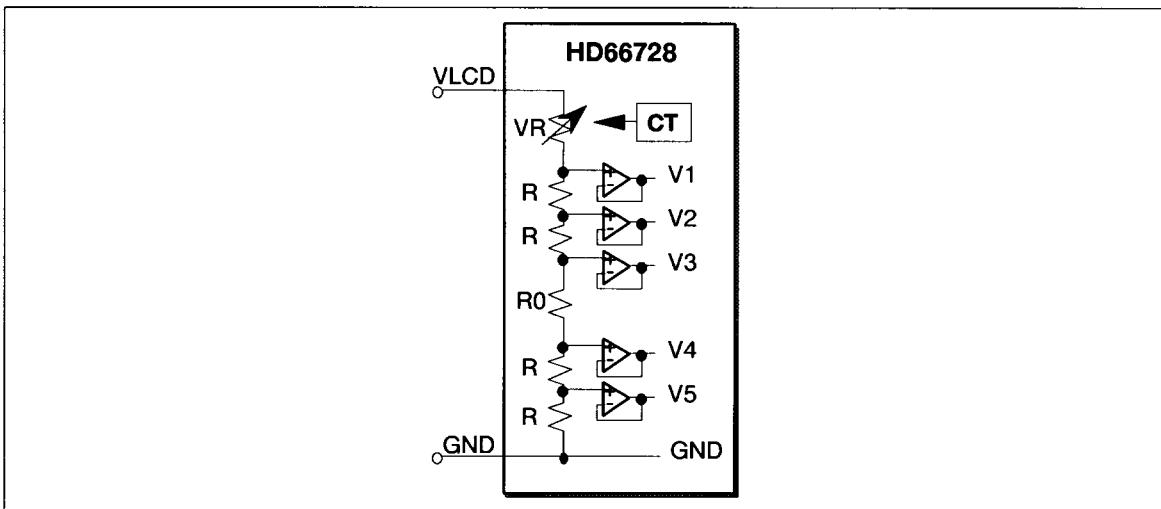 HD66728
VLCD
VR
CT
+
-
V1
R
+
-
V2
R
+
-
V3
R0
+
-
V4
R
+
-
V5
R
GND
GND